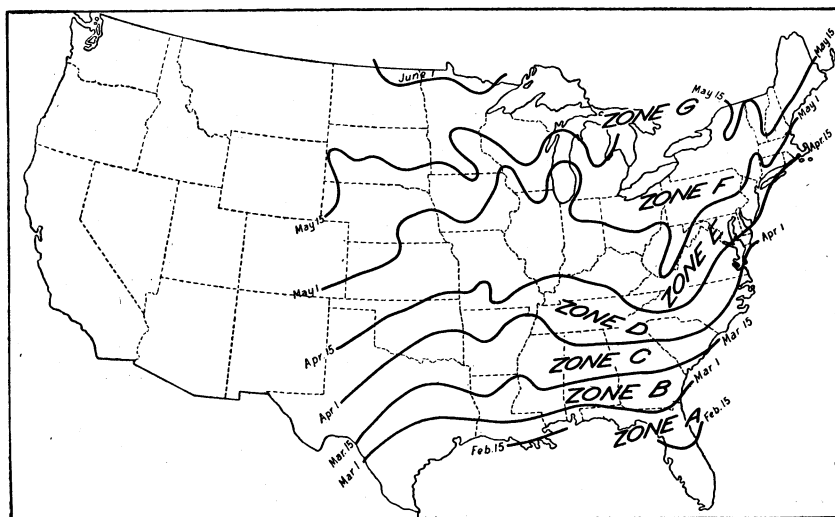 June 1
May 15
May 15
ZONE G
May 1
Apr. 15
May 15
ZONE F
ZONE E
Apr 1
May 1
ZONE D
Apr. 15
ZONE C
Mar 15
Apr 1
ZONE B
Mar 1
Mar. 15
ZONE A
Feb. 15
Feb. 15
Mar 1